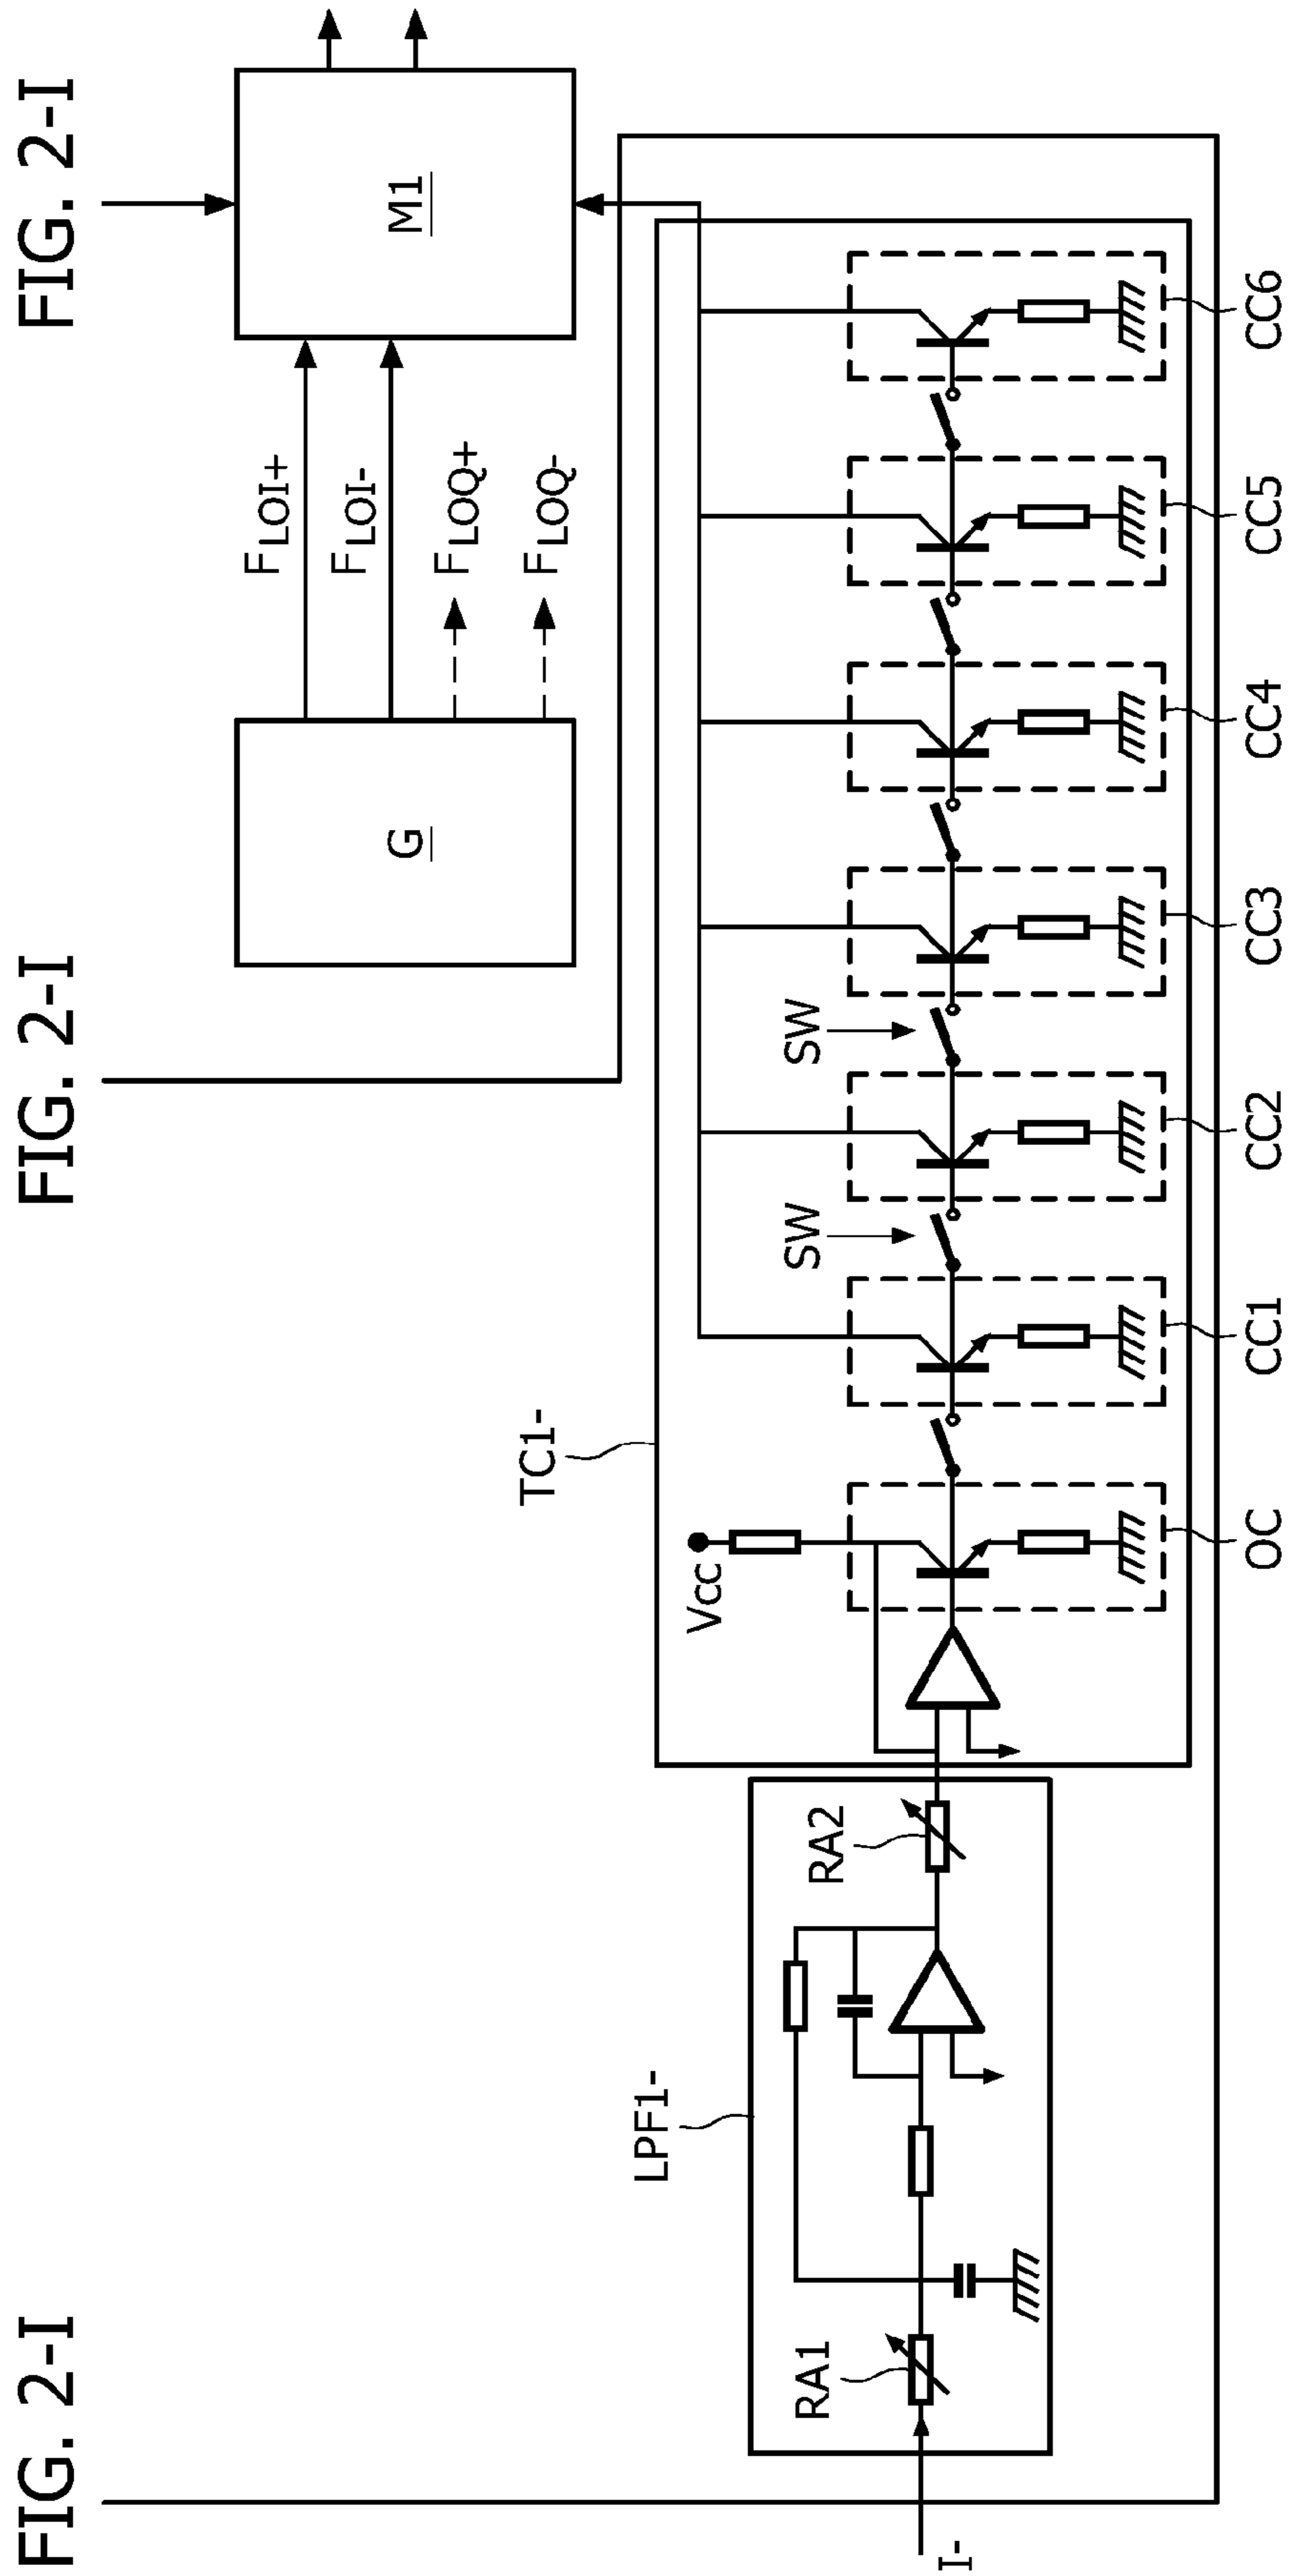 FIG. 2-I
FIG. 2-I
FIG. 2-I
G
M1
FLOI+
FLOI-
FLOQ+
FLOQ-
TC1-
Vcc
SW
SW
LPF1-
RA1
RA2
I-
OC
CC1
CC2
CC3
CC4
CC5
CC6